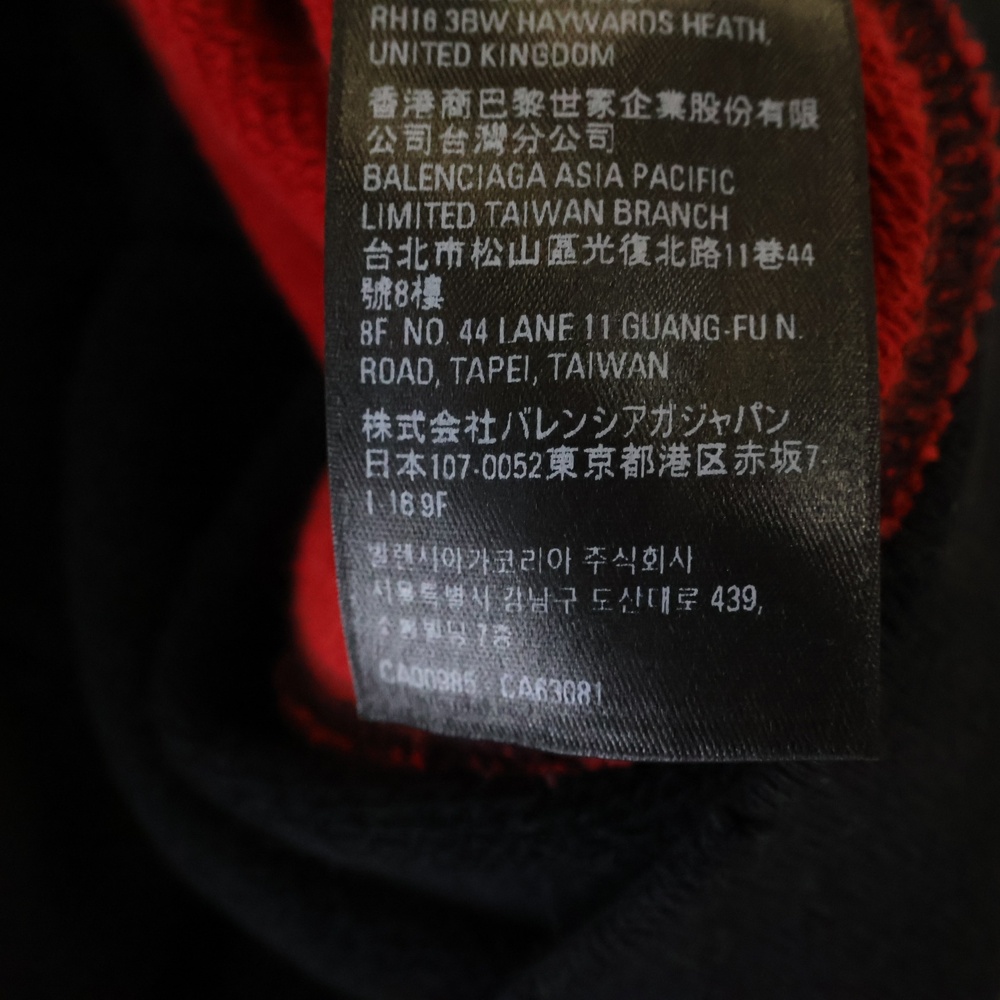 RH16 3BW HAYWARDS HEATH,
UNITED KINGDOM
香港商巴黎世家企業股份有限
公司台灣分公司
BALENCIAGA ASIA PACIFIC
LIMITED TAIWAN BRANCH
台北市松山區光復北路11巷44
號8樓
8F. NO. 44 LANE 11 GUANG-FU N.
ROAD, TAPEI, TAIWAN
株式会社バレンシアガジャパン
日本107-0052東京都港区赤坂7-
1-16 9F
발렌시아가코리아 주식회사
서울특별시 강남구 도산대로 439,
7층
CA00985 CA63081